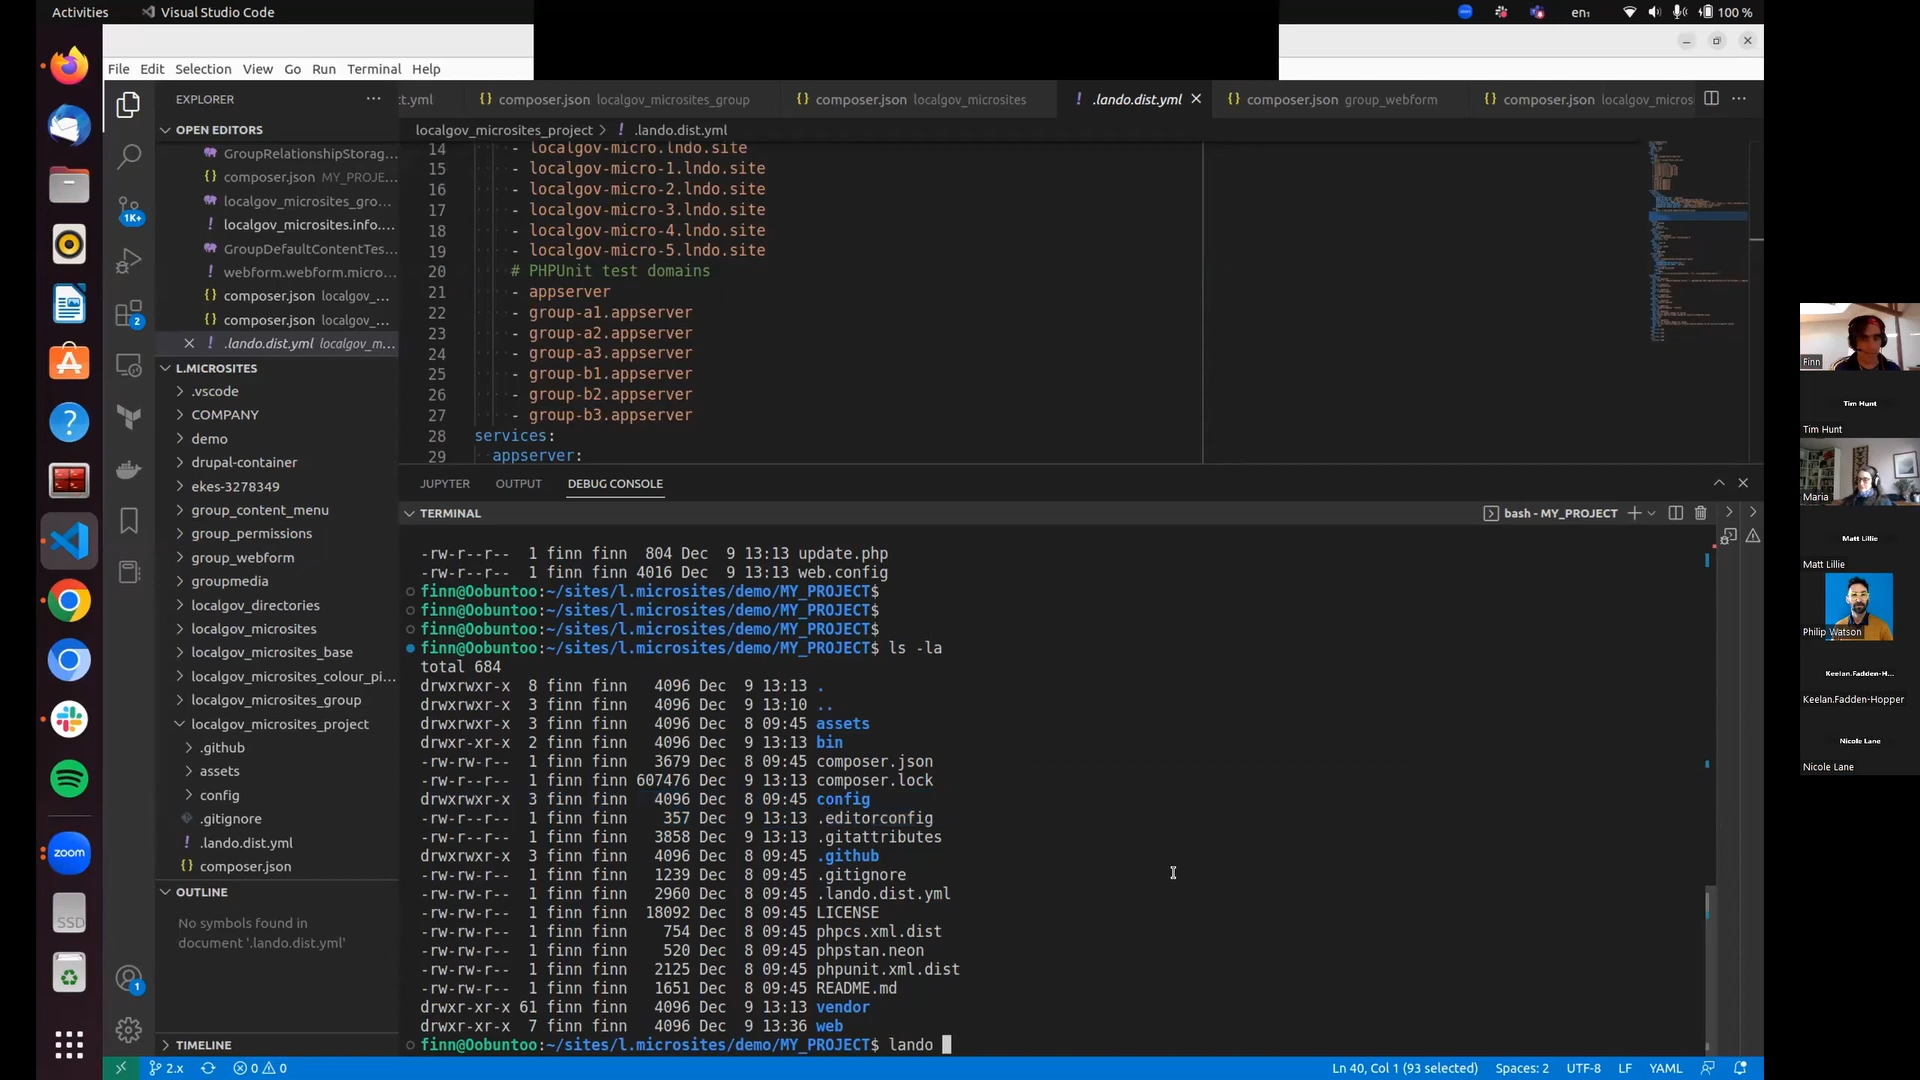 Activities
Visual Studio Code
en₁
100 %
File Edit Selection View Go Run Terminal Help
EXPLORER
OPEN EDITORS
GroupRelationshipStorag...
composer.json MY_PROJE...
localgov_microsites_gro...
localgov_microsites.info....
GroupDefaultContentTes...
webform.webform.micro...
composer.json localgov_...
composer.json localgov_...
.lando.dist.yml localgov_m...
L.MICROSITES
.vscode
COMPANY
demo
drupal-container
ekes-3278349
group_content_menu
group_permissions
group_webform
groupmedia
localgov_directories
localgov_microsites
localgov_microsites_base
localgov_microsites_colour_pi...
localgov_microsites_group
localgov_microsites_project
.github
assets
config
.gitignore
.lando.dist.yml
composer.json
OUTLINE
No symbols found in
document '.lando.dist.yml'
TIMELINE
1K+
2
1
SSD
zoom
t.yml
composer.json localgov_microsites_group
composer.json localgov_microsites
.lando.dist.yml
composer.json group_webform
composer.json localgov_micros
localgov_microsites_project > ! .lando.dist.yml
14 - localgov-micro.lndo.site
15 - localgov-micro-1.lndo.site
16 - localgov-micro-2.lndo.site
17 - localgov-micro-3.lndo.site
18 - localgov-micro-4.lndo.site
19 - localgov-micro-5.lndo.site
20 # PHPUnit test domains
21 - appserver
22 - group-a1.appserver
23 - group-a2.appserver
24 - group-a3.appserver
25 - group-b1.appserver
26 - group-b2.appserver
27 - group-b3.appserver
28 services:
29 appserver:
JUPYTER OUTPUT DEBUG CONSOLE
TERMINAL
bash - MY_PROJECT
-rw-r--r-- 1 finn finn 804 Dec 9 13:13 update.php
-rw-r--r-- 1 finn finn 4016 Dec 9 13:13 web.config
finn@Oobuntoo:~/sites/l.microsites/demo/MY_PROJECT$
finn@Oobuntoo:~/sites/l.microsites/demo/MY_PROJECT$
finn@Oobuntoo:~/sites/l.microsites/demo/MY_PROJECT$
finn@Oobuntoo:~/sites/l.microsites/demo/MY_PROJECT$ ls -la
total 684
drwxrwxr-x 8 finn finn 4096 Dec 9 13:13 .
drwxrwxr-x 3 finn finn 4096 Dec 9 13:10 ..
drwxrwxr-x 3 finn finn 4096 Dec 8 09:45 assets
drwxr-xr-x 2 finn finn 4096 Dec 9 13:13 bin
-rw-rw-r-- 1 finn finn 3679 Dec 8 09:45 composer.json
-rw-rw-r-- 1 finn finn 607476 Dec 9 13:13 composer.lock
drwxrwxr-x 3 finn finn 4096 Dec 8 09:45 config
-rw-rw-r-- 1 finn finn 357 Dec 9 13:13 .editorconfig
-rw-rw-r-- 1 finn finn 3858 Dec 9 13:13 .gitattributes
drwxrwxr-x 3 finn finn 4096 Dec 8 09:45 .github
-rw-rw-r-- 1 finn finn 1239 Dec 8 09:45 .gitignore
-rw-rw-r-- 1 finn finn 2960 Dec 8 09:45 .lando.dist.yml
-rw-rw-r-- 1 finn finn 18092 Dec 8 09:45 LICENSE
-rw-rw-r-- 1 finn finn 754 Dec 8 09:45 phpcs.xml.dist
-rw-rw-r-- 1 finn finn 520 Dec 8 09:45 phpstan.neon
-rw-rw-r-- 1 finn finn 2125 Dec 8 09:45 phpunit.xml.dist
-rw-rw-r-- 1 finn finn 1651 Dec 8 09:45 README.md
drwxr-xr-x 61 finn finn 4096 Dec 9 13:13 vendor
drwxr-xr-x 7 finn finn 4096 Dec 9 13:36 web
finn@Oobuntoo:~/sites/l.microsites/demo/MY_PROJECT$ lando
2.x 0 0
Ln 40, Col 1 (93 selected) Spaces: 2 UTF-8 LF YAML
Finn
Tim Hunt
Tim Hunt
Maria
Matt Lillie
Matt Lillie
Philip Watson
Keelan.Fadden-H...
Keelan.Fadden-Hopper
Nicole Lane
Nicole Lane